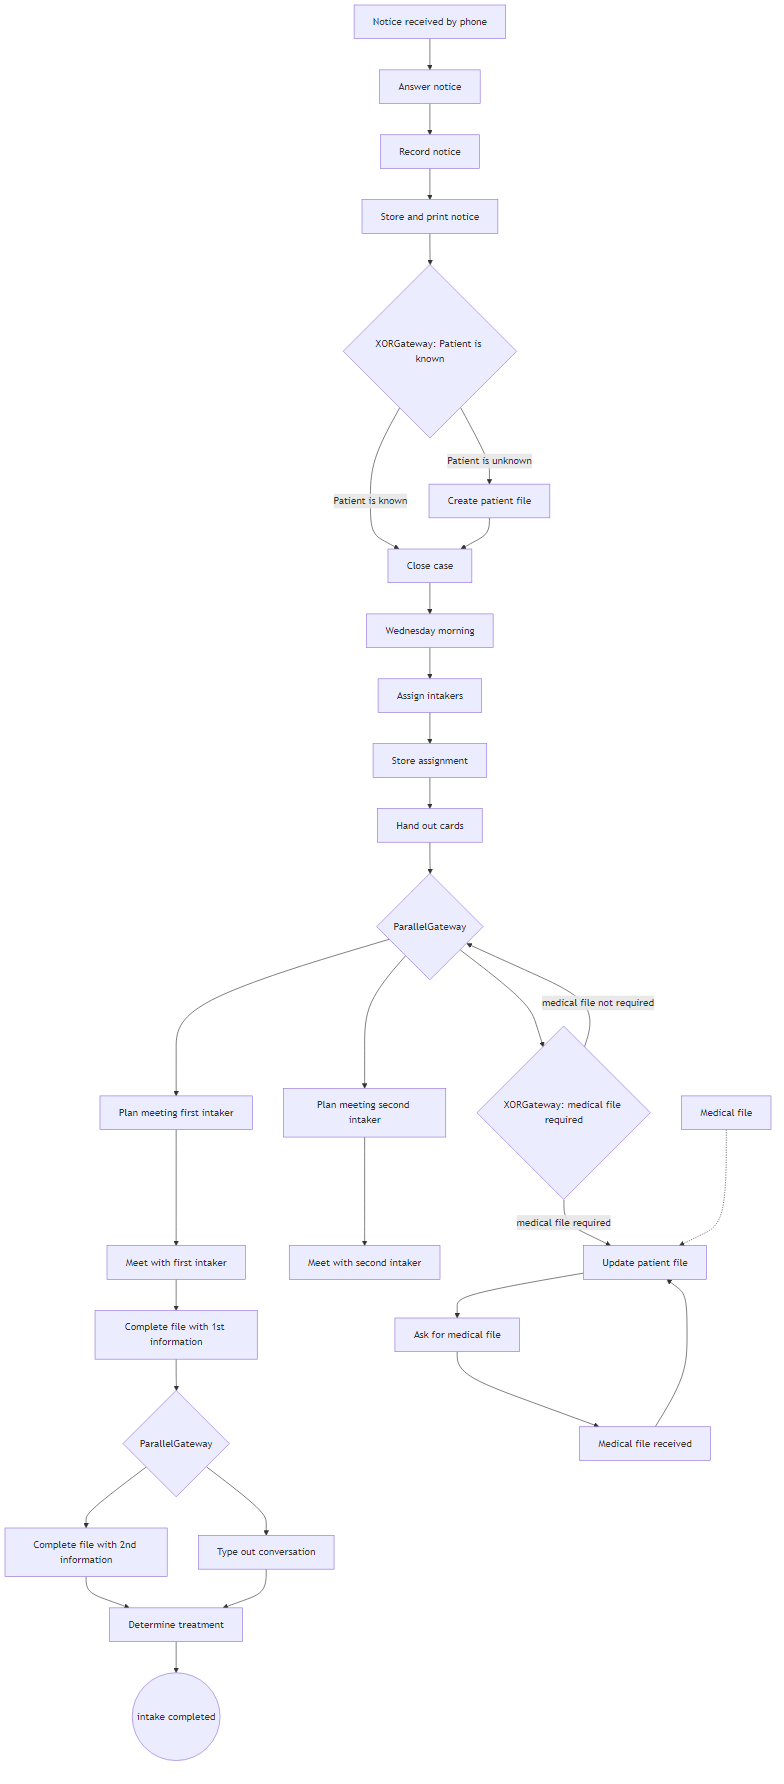 Notice received by phone
Answer notice
Record notice
Store and print notice
XORGateway: Patient is
known
Patient is unknown
Patient is known
Create patient file
Close case
Wednesday morning
Assign intakers
Store assignment
Hand out cards
ParallelGateway
medical file not required
Plan meeting first intaker
Plan meeting second
intaker
XORGateway: medical file
required
Medical file
medical file required
Meet with first intaker
Meet with second intaker
Update patient file
Complete file with 1st
information
Ask for medical file
ParallelGateway
Medical file received
Complete file with 2nd
information
Type out conversation
Determine treatment
intake completed